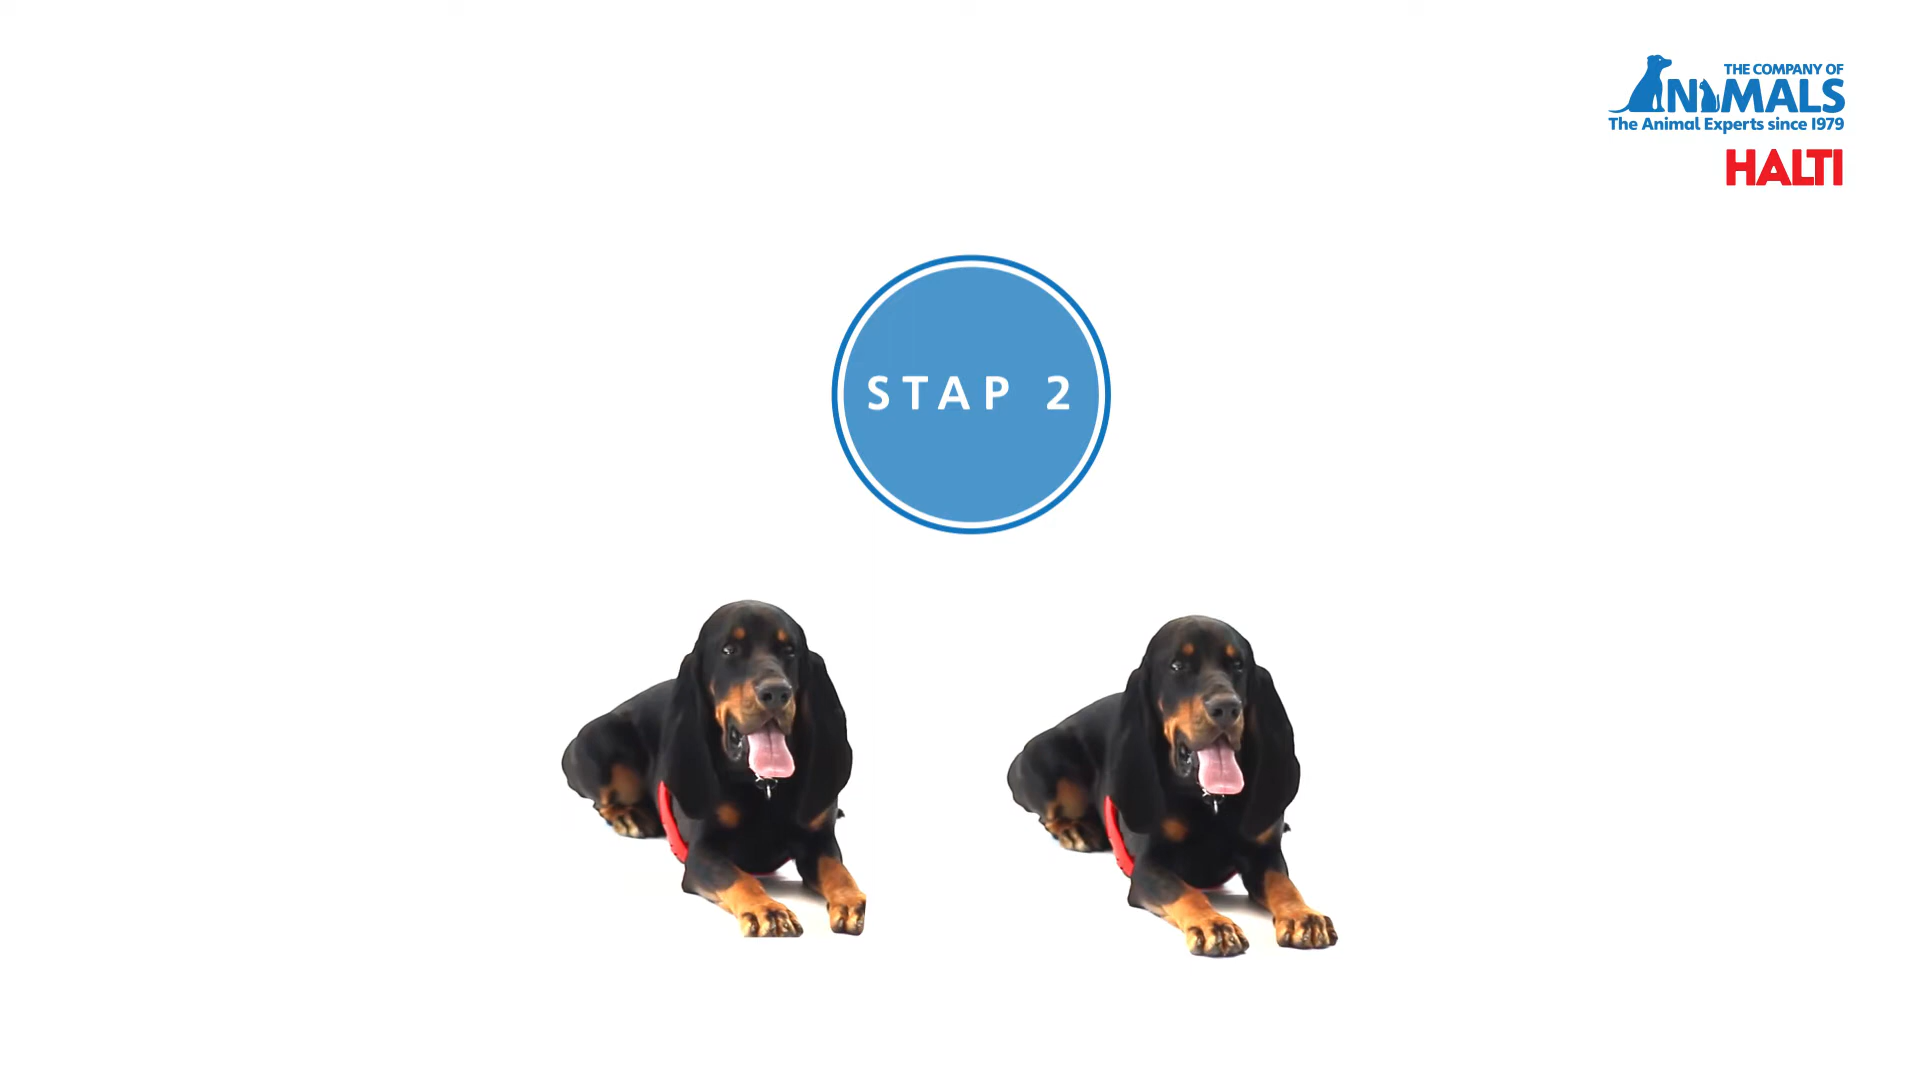 THE COMPANY OF
ANIMALS
The Animal Experts since 1979
HALTI
STAP 2